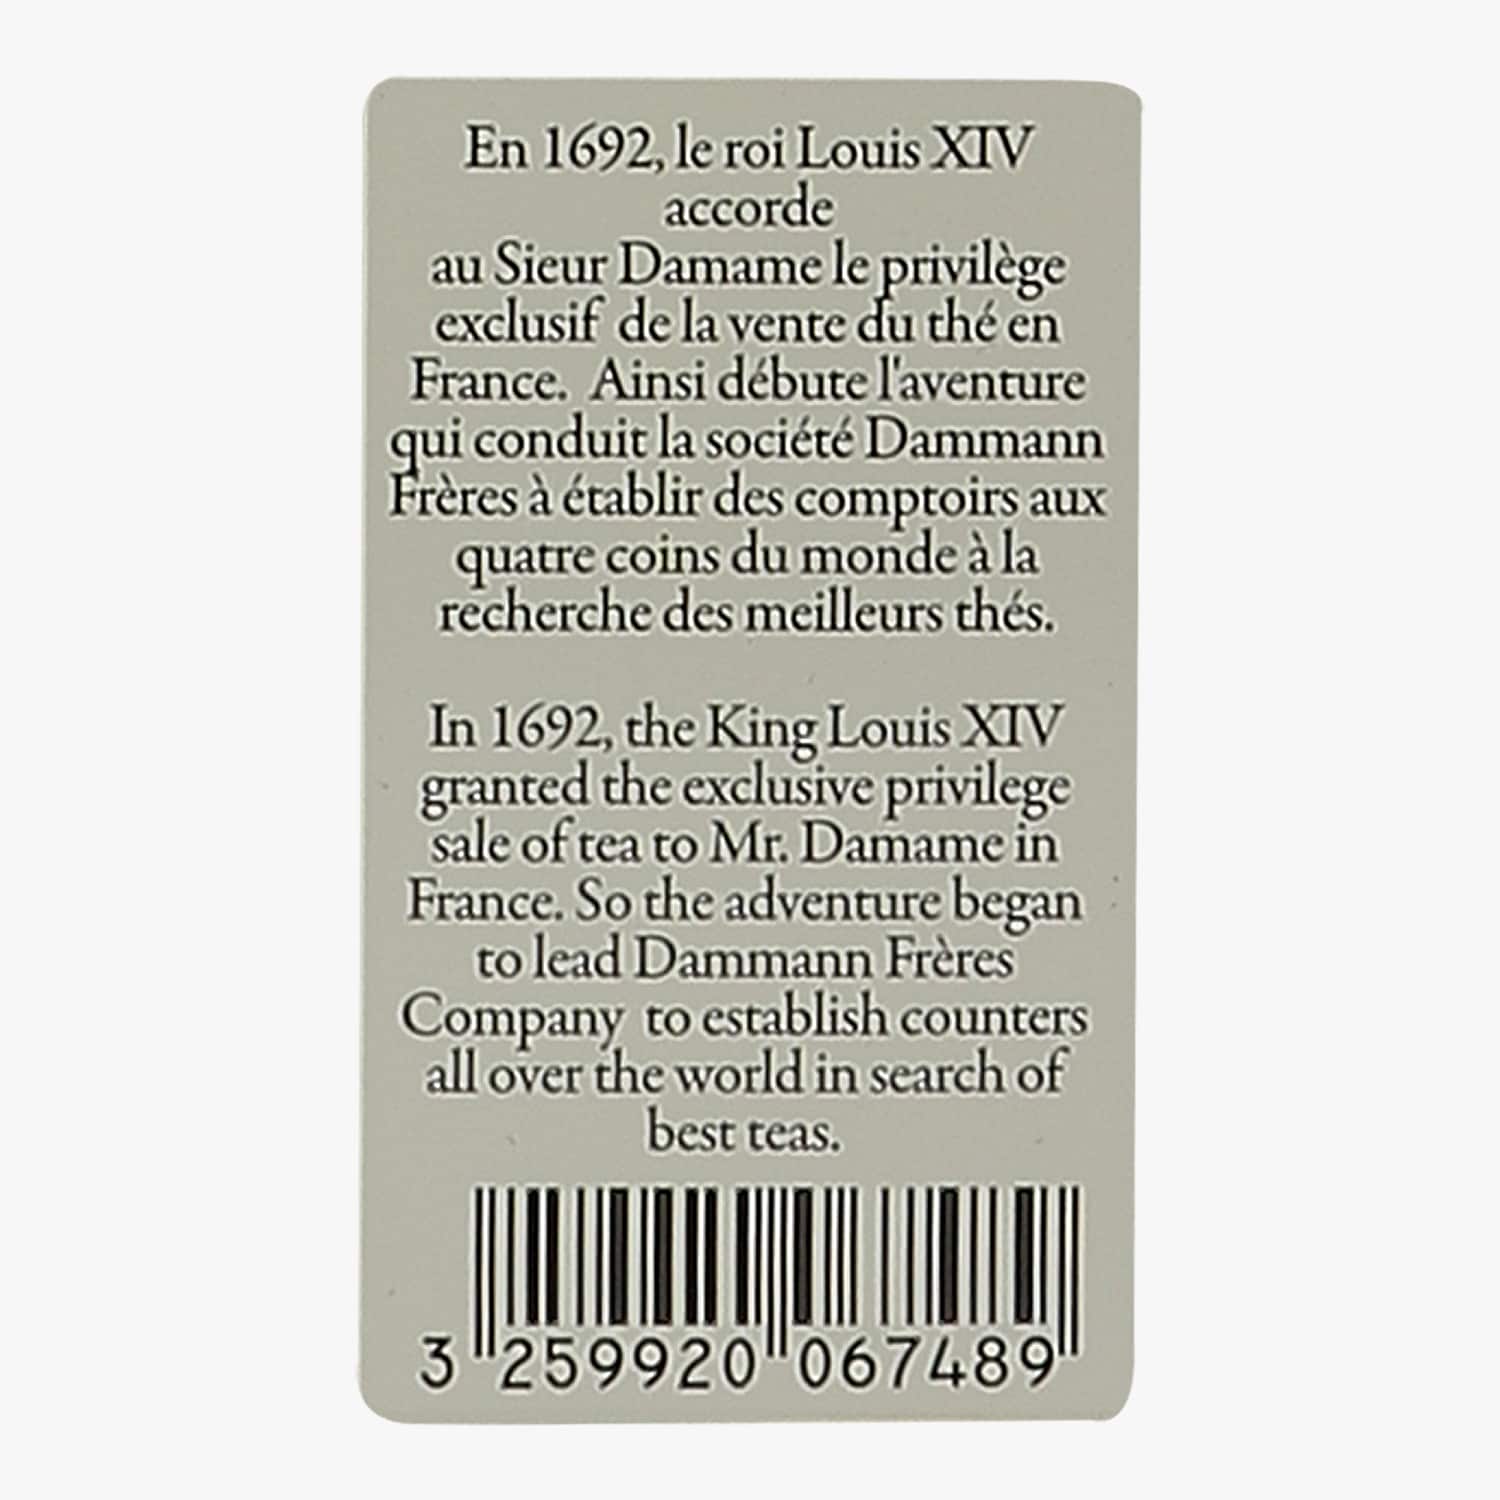 En 1692, le roi Louis XIV
accorde
au Sieur Damame le privilège
exclusif de la vente du thé en
France. Ainsi débute l'aventure
qui conduit la société Dammann
Frères à établir des comptoirs aux
quatre coins du monde à la
recherche des meilleurs thés.
In 1692, the King Louis XIV
granted the exclusive privilege
sale of tea to Mr. Damame in
France. So the adventure began
to lead Dammann Frères
Company to establish counters
all over the world in search of
best teas.
3 259920 067489